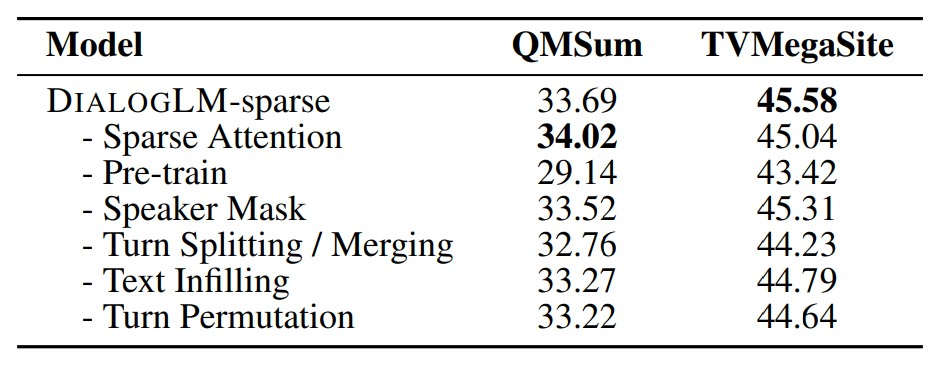 Model QMSum TVMegaSite
DIALOGLM-sparse 33.69 45.58
- Sparse Attention 34.02 45.04
- Pre-train 29.14 43.42
- Speaker Mask 33.52 45.31
- Turn Splitting / Merging 32.76 44.23
- Text Infilling 33.27 44.79
- Turn Permutation 33.22 44.64